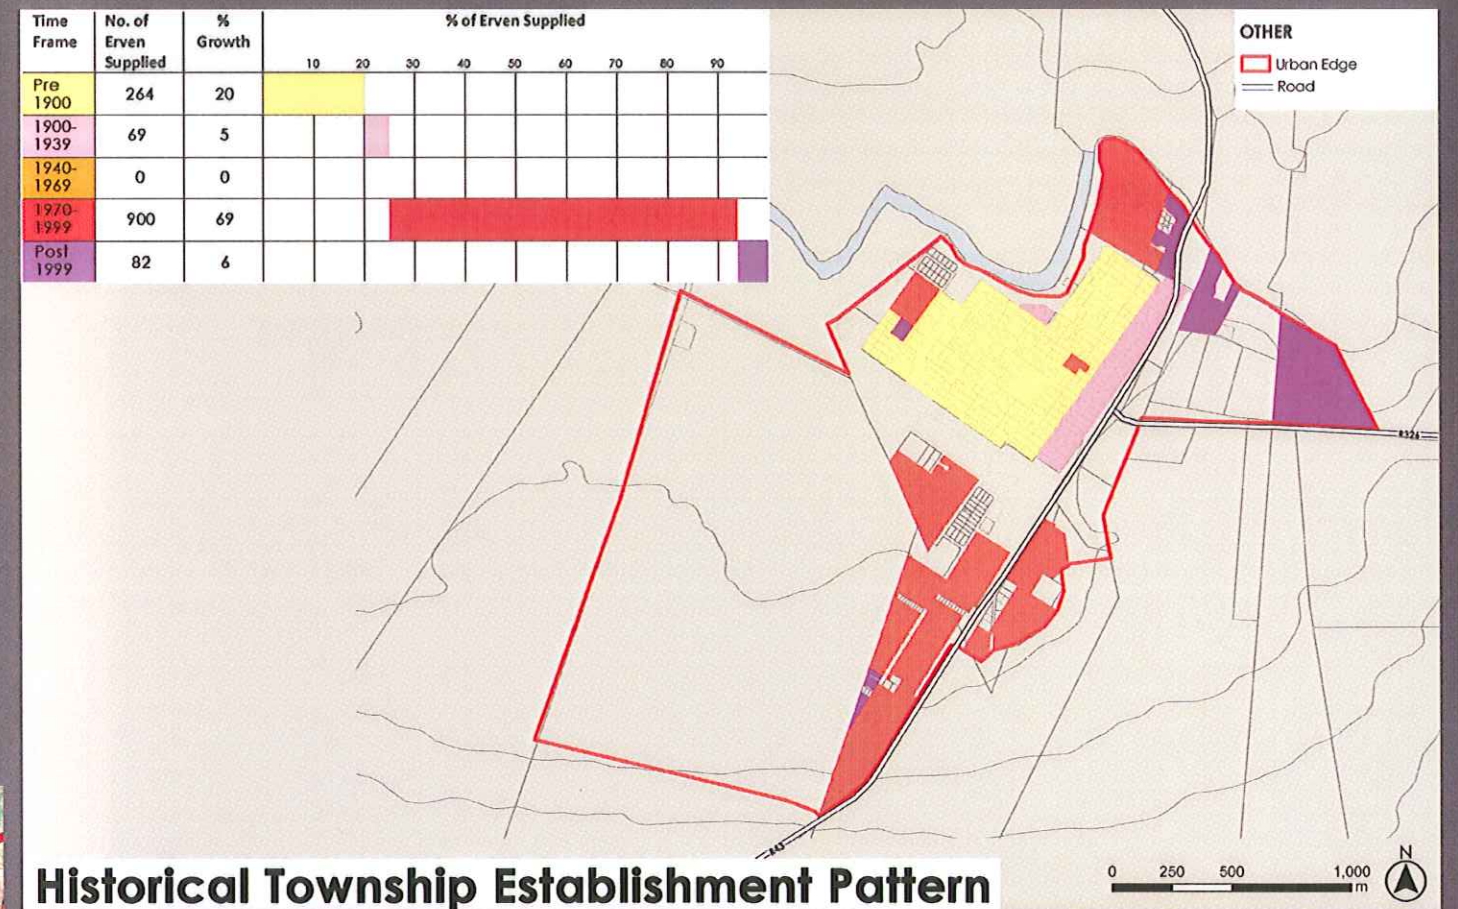 Time Frame No. of Erven Supplied % Growth % of Erven Supplied
10 20 30 40 50 60 70 80 90
Pre 1900 264 20
1900-1939 69 5
1940-1969 0 0
1970-1999 900 69
Post 1999 82 6
OTHER
Urban Edge
Road
R326
R43
N
0 250 500 1,000
m
Historical Township Establishment Pattern